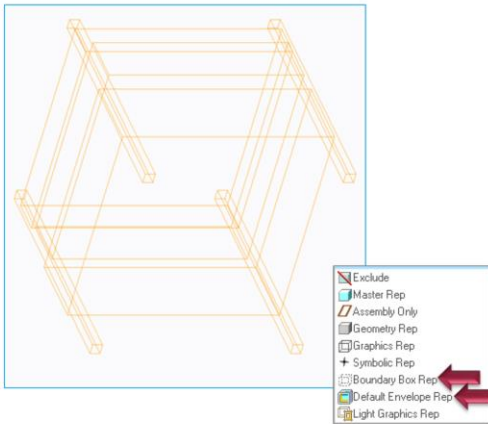 Exclude
Master Rep
Assembly Only
Geometry Rep
Graphics Rep
Symbolic Rep
Boundary Box Rep
Default Envelope Rep
Light Graphics Rep